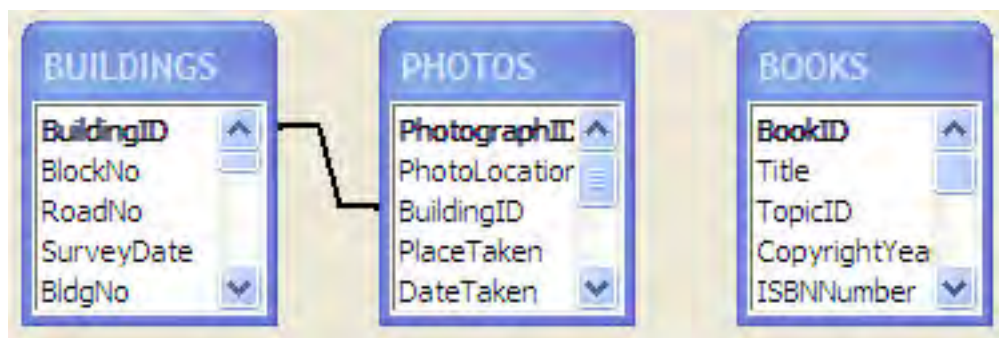 BUILDINGS
BuildingID
BlockNo
RoadNo
SurveyDate
BldgNo
PHOTOS
PhotographID
PhotoLocation
BuildingID
PlaceTaken
DateTaken
BOOKS
BookID
Title
TopicID
CopyrightYea
ISBNNumber